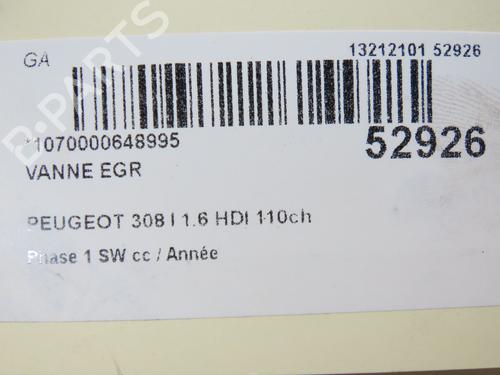 GA
13212101 52926
*1070000648995
52926
VANNE EGR
PEUGEOT 308 I 1.6 HDI 110ch
Phase 1 SW cc / Année
B-PARTS